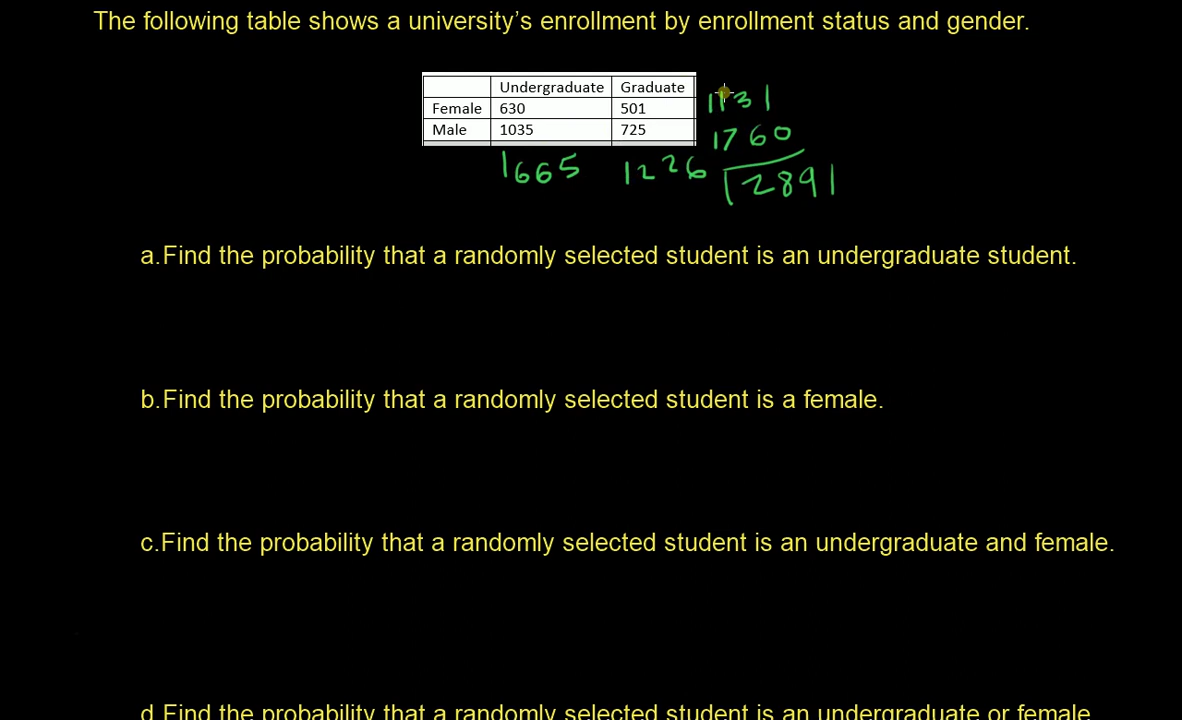 The following table shows a university's enrollment by enrollment status and gender.
Undergraduate Graduate
Female 630 501 1131
Male 1035 725 1760
1665 1226 2891
a.Find the probability that a randomly selected student is an undergraduate student.
b.Find the probability that a randomly selected student is a female.
c.Find the probability that a randomly selected student is an undergraduate and female.
d.Find the probability that a randomly selected student is an undergraduate or female